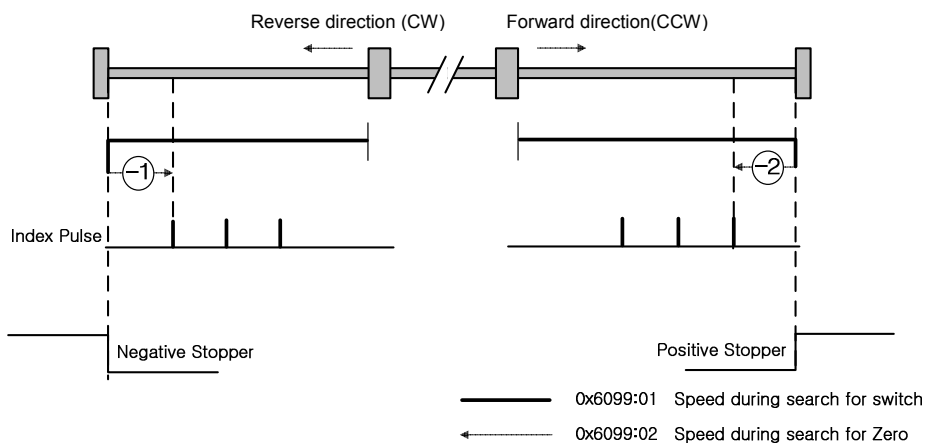 Reverse direction (CW)
Forward direction(CCW)
-1
-2
Index Pulse
Negative Stopper
Positive Stopper
0x6099:01 Speed during search for switch
0x6099:02 Speed during search for Zero